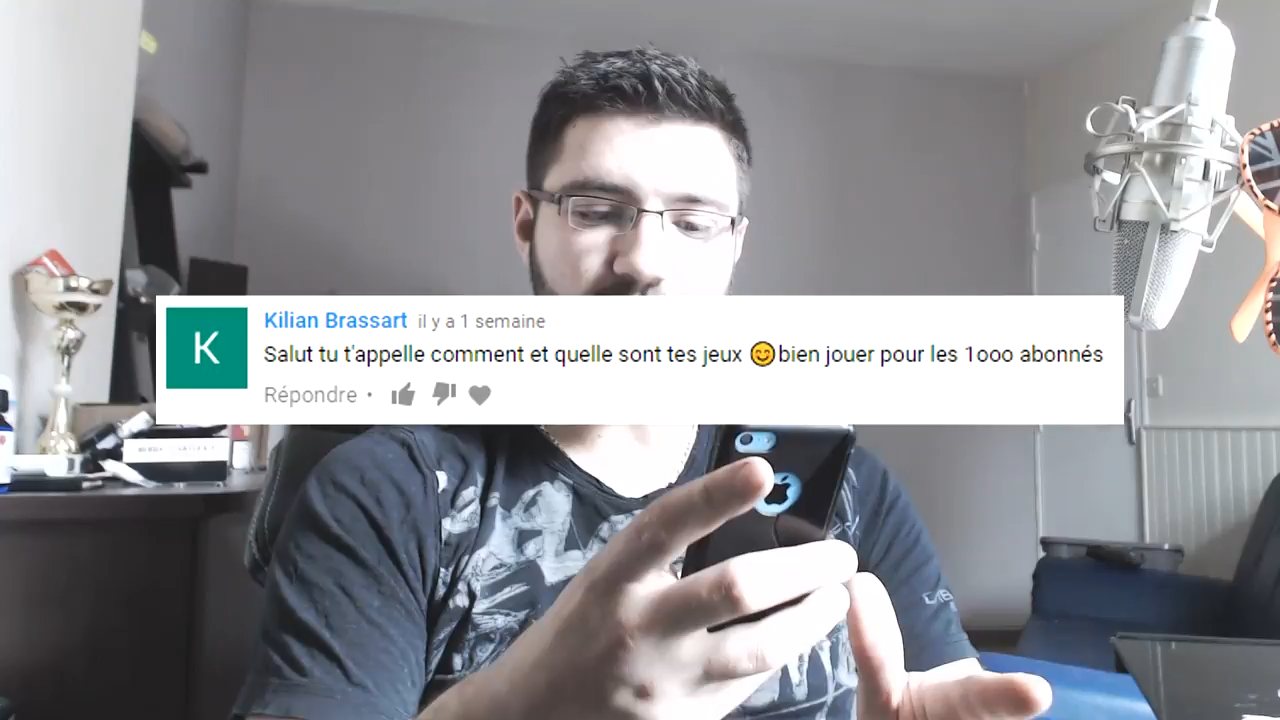 K
Kilian Brassart il y a 1 semaine
Salut tu t'appelle comment et quelle sont tes jeux 😊bien jouer pour les 1ooo abonnés
Répondre •